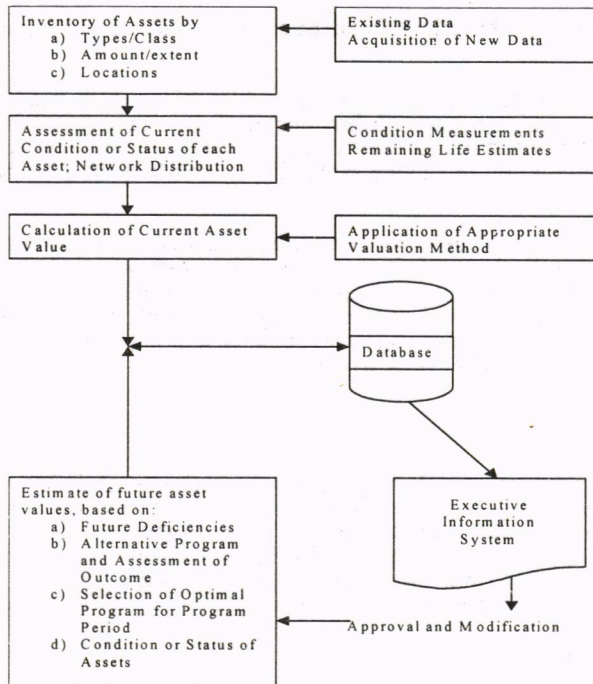 Inventory of Assets by
a) Types/Class
b) Amount/extent
c) Locations
Existing Data
Acquisition of New Data
Assessment of Current
Condition or Status of each
Asset; Network Distribution
Condition Measurements
Remaining Life Estimates
Calculation of Current Asset
Value
Application of Appropriate
Valuation Method
Database
Estimate of future asset
values, based on:
a) Future Deficiencies
b) Alternative Program
and Assessment of
Outcome
c) Selection of Optimal
Program for Program
Period
d) Condition or Status of
Assets
Executive
Information
System
Approval and Modification